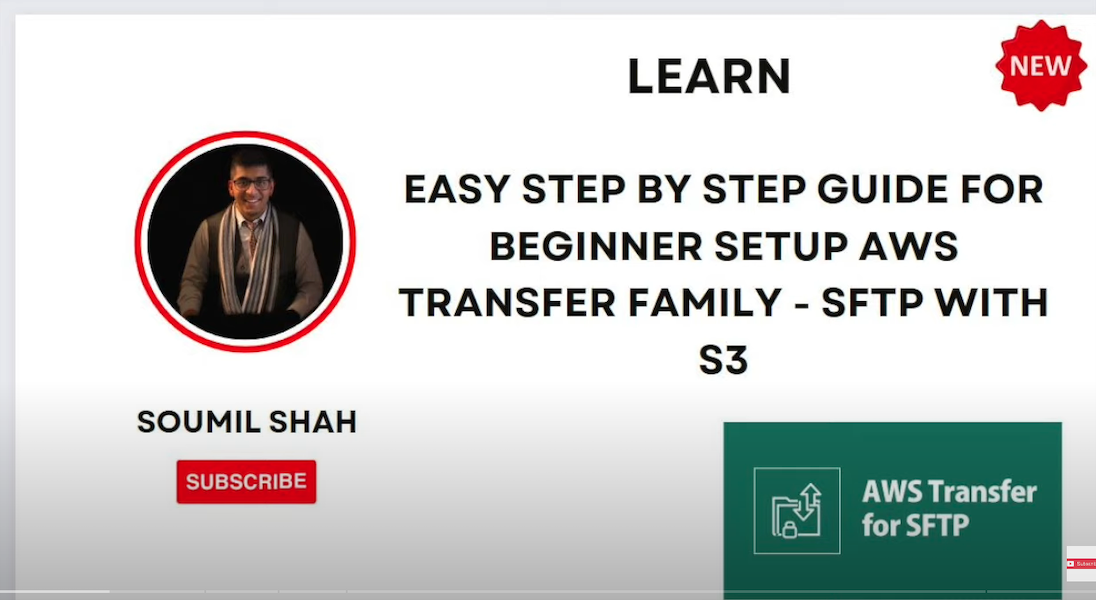 LEARN
NEW
EASY STEP BY STEP GUIDE FOR
BEGINNER SETUP AWS
TRANSFER FAMILY - SFTP WITH
S3
SOUMIL SHAH
SUBSCRIBE
AWS Transfer
for SFTP